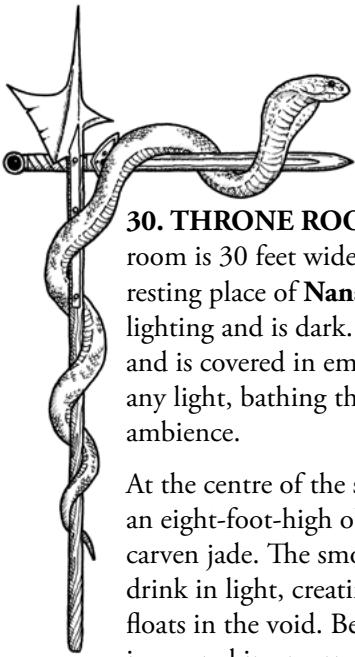 30. THRONE ROO
room is 30 feet wide
resting place of Nans
lighting and is dark.
and is covered in em
any light, bathing th
ambience.
At the centre of the s
an eight-foot-high o
carven jade. The smo
drink in light, creatin
floats in the void. Be